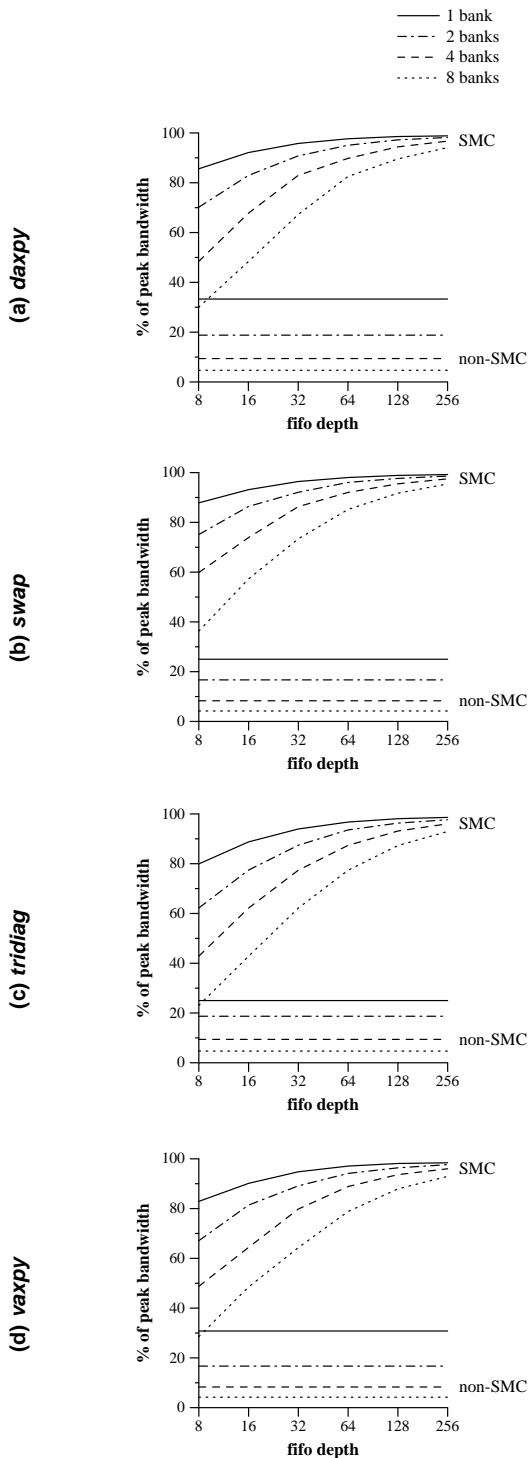 1 bank
2 banks
4 banks
8 banks
(a) daxpy
% of peak bandwidth
100
80
60
40
20
0
SMC
non-SMC
8 16 32 64 128 256
fifo depth
(b) swap
% of peak bandwidth
100
80
60
40
20
0
SMC
non-SMC
8 16 32 64 128 256
fifo depth
(c) tridiag
% of peak bandwidth
100
80
60
40
20
0
SMC
non-SMC
8 16 32 64 128 256
fifo depth
(d) vaxpy
% of peak bandwidth
100
80
60
40
20
0
SMC
non-SMC
8 16 32 64 128 256
fifo depth